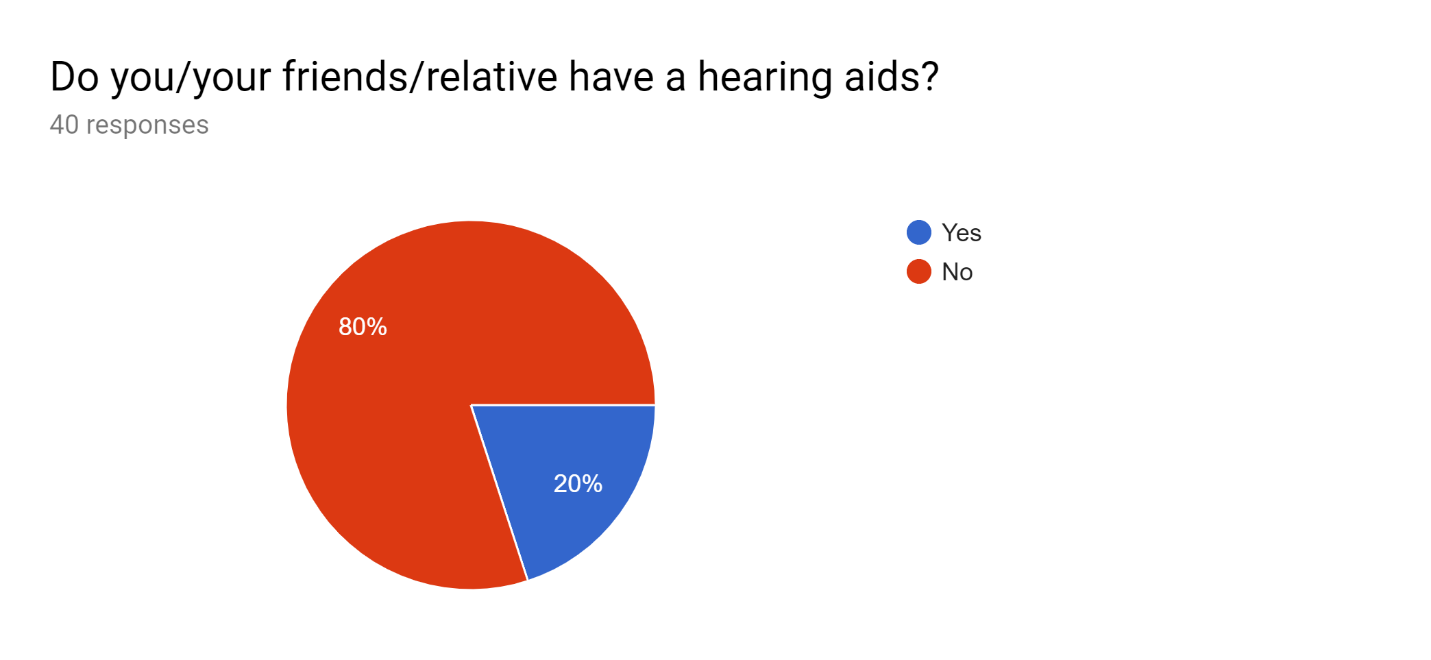 Do you/your friends/relative have a hearing aids?
40 responses
Yes
No
80%
20%